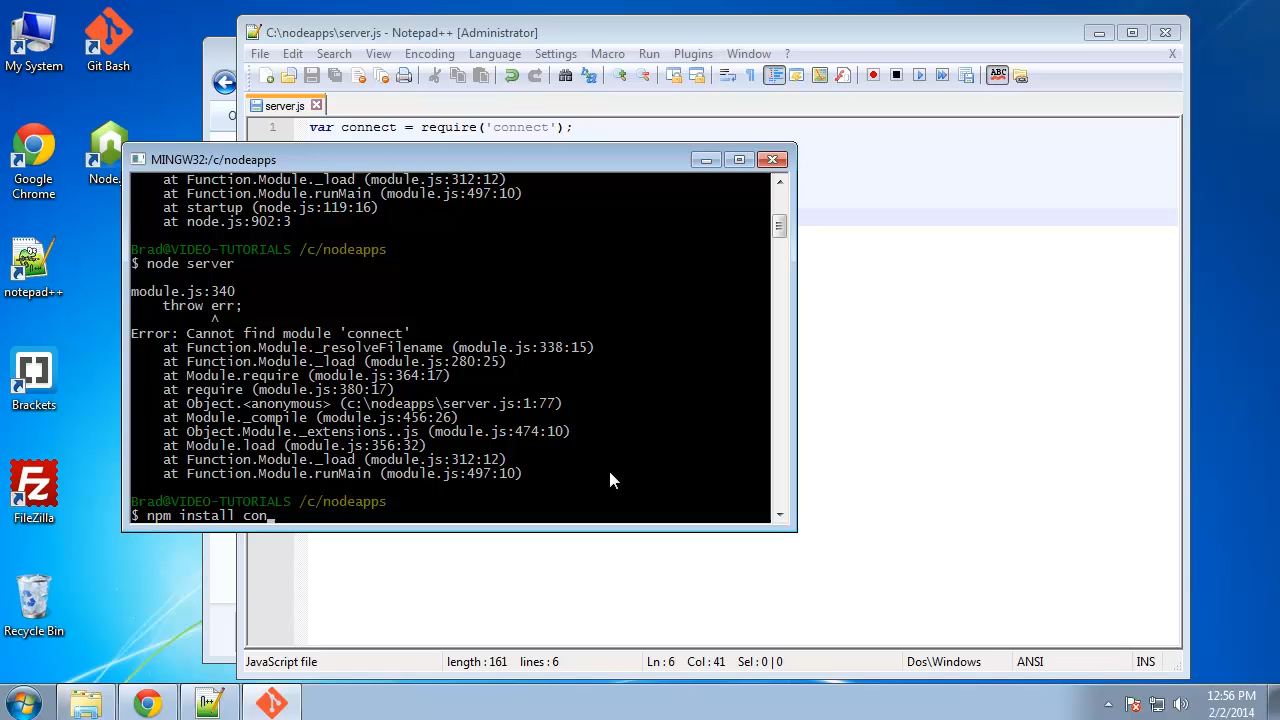 My System
Git Bash
Google
Chrome
Node.
notepad++
Brackets
FileZilla
Recycle Bin
C:\nodeapps\server.js - Notepad++ [Administrator]
File Edit Search View Encoding Language Settings Macro Run Plugins Window ?
X
server.js
1 var connect = require('connect');
MINGW32:/c/nodeapps
at Function.Module._load (module.js:312:12)
at Function.Module.runMain (module.js:497:10)
at startup (node.js:119:16)
at node.js:902:3
Brad@VIDEO-TUTORIALS /c/nodeapps
$ node server
module.js:340
throw err;
^
Error: Cannot find module 'connect'
at Function.Module._resolveFilename (module.js:338:15)
at Function.Module._load (module.js:280:25)
at Module.require (module.js:364:17)
at require (module.js:380:17)
at Object.<anonymous> (c:\nodeapps\server.js:1:77)
at Module._compile (module.js:456:26)
at Object.Module._extensions..js (module.js:474:10)
at Module.load (module.js:356:32)
at Function.Module._load (module.js:312:12)
at Function.Module.runMain (module.js:497:10)
Brad@VIDEO-TUTORIALS /c/nodeapps
$ npm install con_
JavaScript file length : 161 lines : 6 Ln : 6 Col : 41 Sel : 0 | 0 Dos\Windows ANSI INS
12:56 PM
2/2/2014